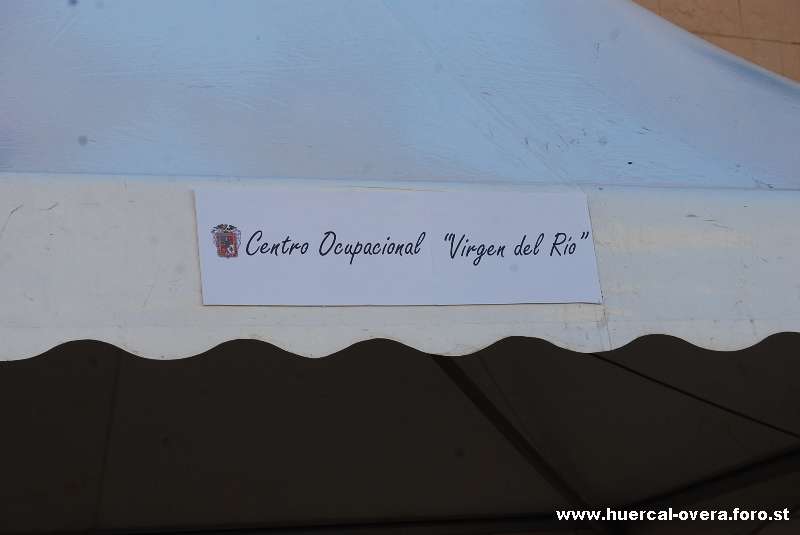 Centro Ocupacional "Virgen del Río"
www.huercal-overa.foro.st